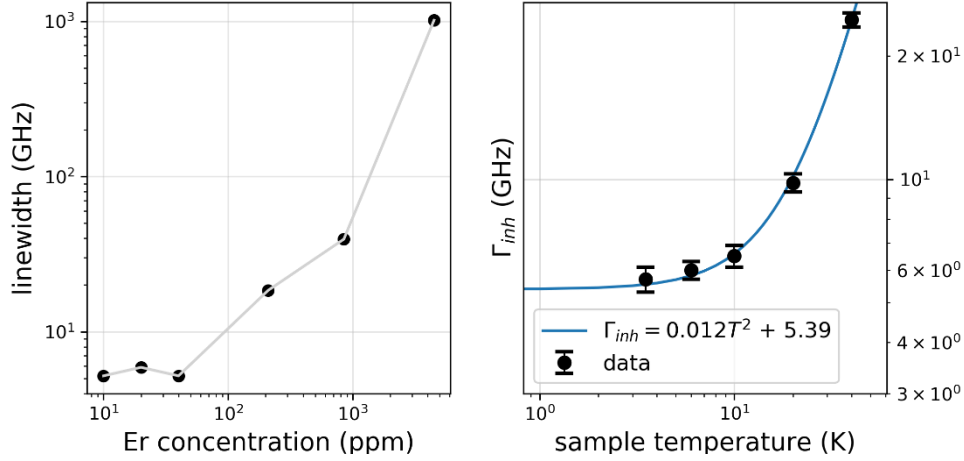 10³
10²
10¹
linewidth (GHz)
10¹ 10² 10³
Er concentration (ppm)
Γ_inh (GHz)
2 × 10¹
10¹
6 × 10⁰
4 × 10⁰
3 × 10⁰
Γ_inh = 0.012T² + 5.39
data
10⁰ 10¹
sample temperature (K)